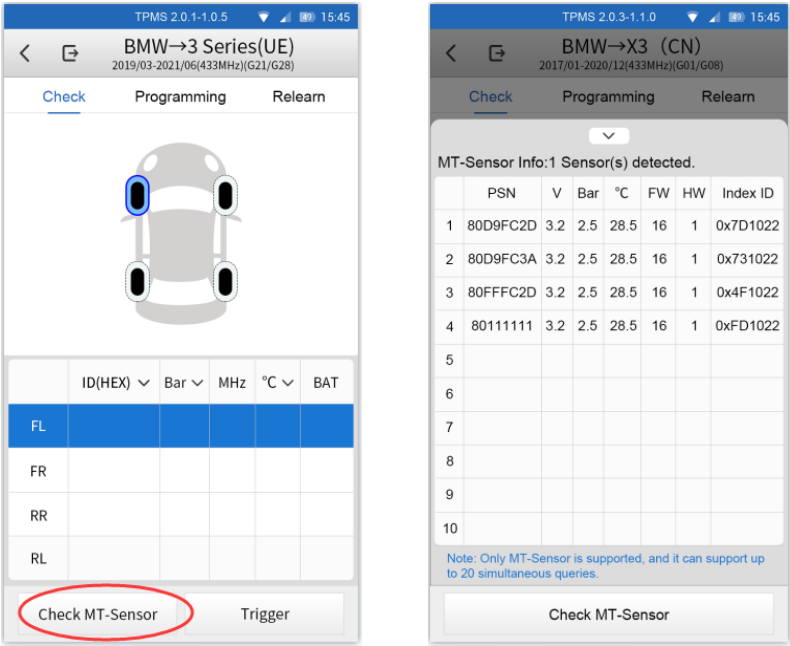 TPMS 2.0.1-1.0.5 15:45
BMW→3 Series(UE)
2019/03-2021/06(433MHz)(G21/G28)
Check Programming Relearn
ID(HEX) Bar MHz °C BAT
FL
FR
RR
RL
Check MT-Sensor Trigger
TPMS 2.0.3-1.1.0 15:45
BMW→X3（CN）
2017/01-2020/12(433MHz)(G01/G08)
Check Programming Relearn
MT-Sensor Info:1 Sensor(s) detected.
PSN V Bar °C FW HW Index ID
1 80D9FC2D 3.2 2.5 28.5 16 1 0x7D1022
2 80D9FC3A 3.2 2.5 28.5 16 1 0x731022
3 80FFFC2D 3.2 2.5 28.5 16 1 0x4F1022
4 80111111 3.2 2.5 28.5 16 1 0xFD1022
5
6
7
8
9
10
Note: Only MT-Sensor is supported, and it can support up
to 20 simultaneous queries.
Check MT-Sensor